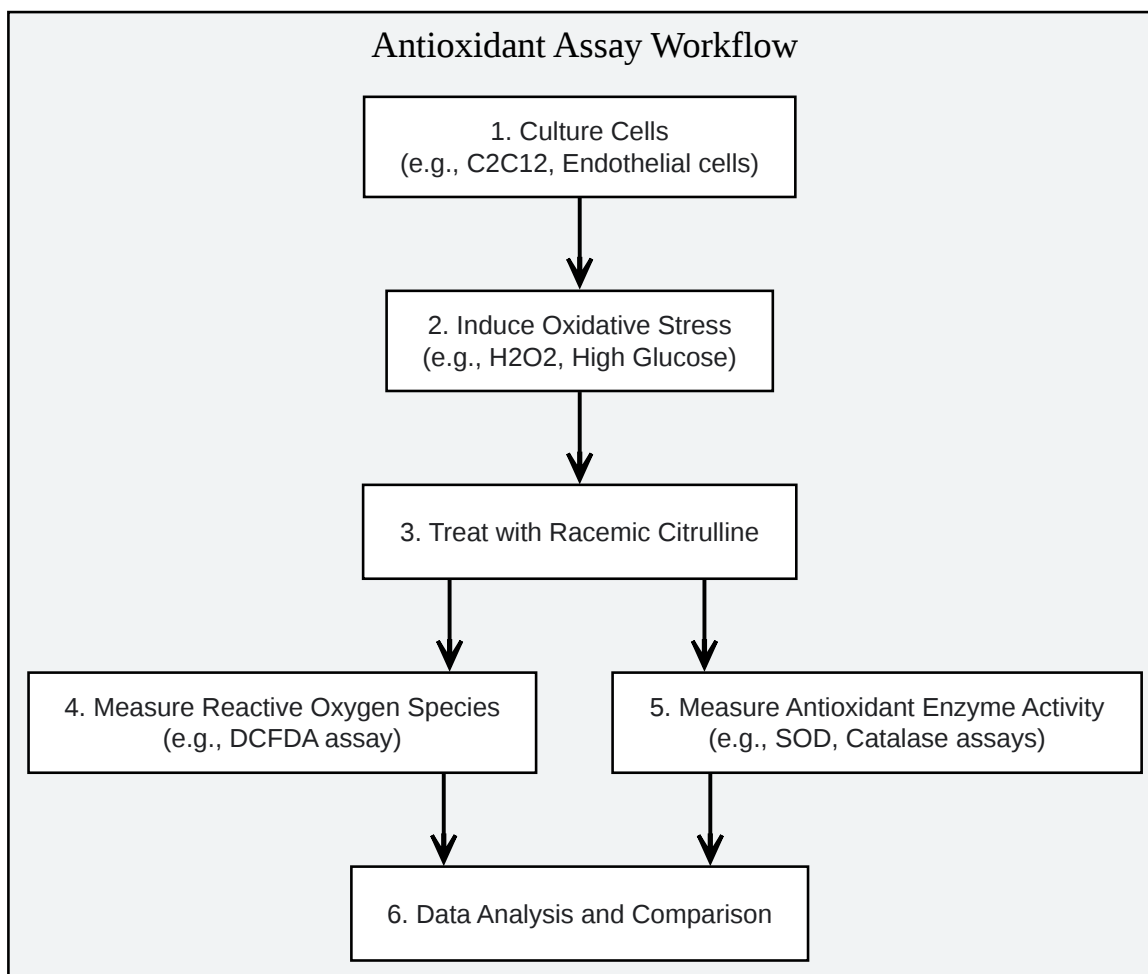 Antioxidant Assay Workflow
1. Culture Cells
(e.g., C2C12, Endothelial cells)
2. Induce Oxidative Stress
(e.g., H2O2, High Glucose)
3. Treat with Racemic Citrulline
4. Measure Reactive Oxygen Species
(e.g., DCFDA assay)
5. Measure Antioxidant Enzyme Activity
(e.g., SOD, Catalase assays)
6. Data Analysis and Comparison